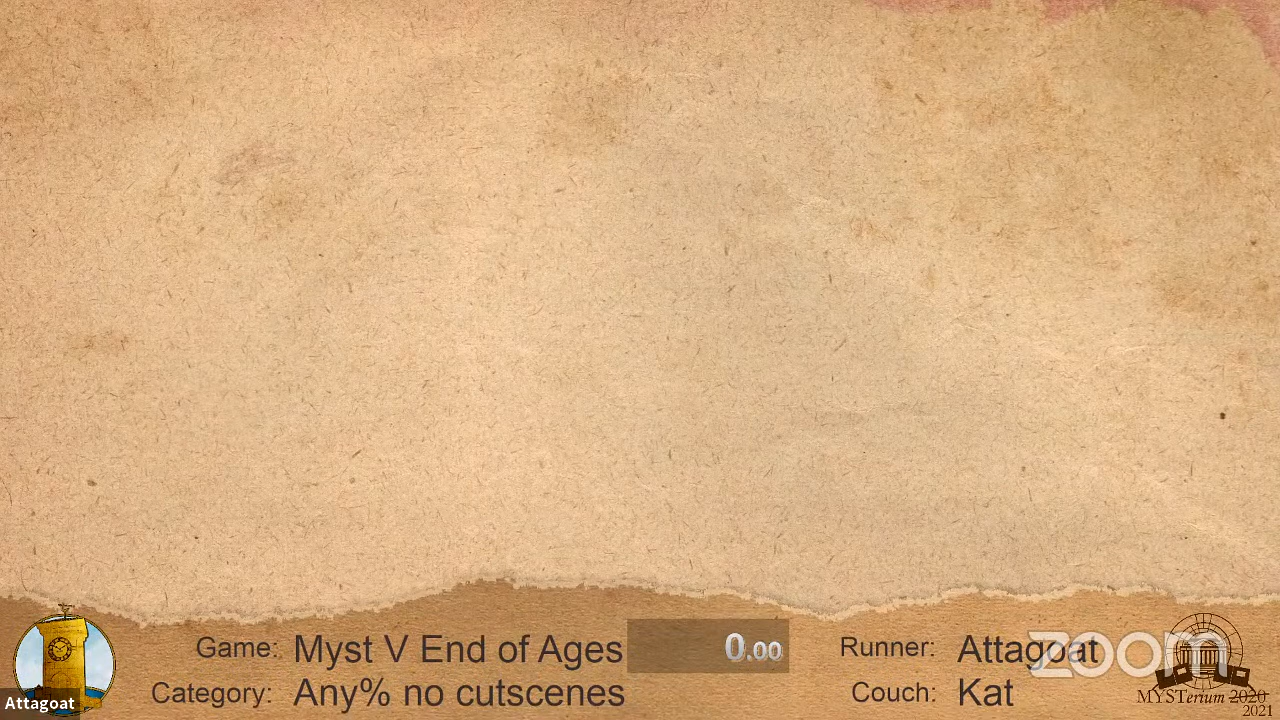 Game: Myst V End of Ages 0.00 Runner: Attagoat
Category: Any% no cutscenes Couch: Kat
zoom
MYSTerium 2020
2021
Attagoat